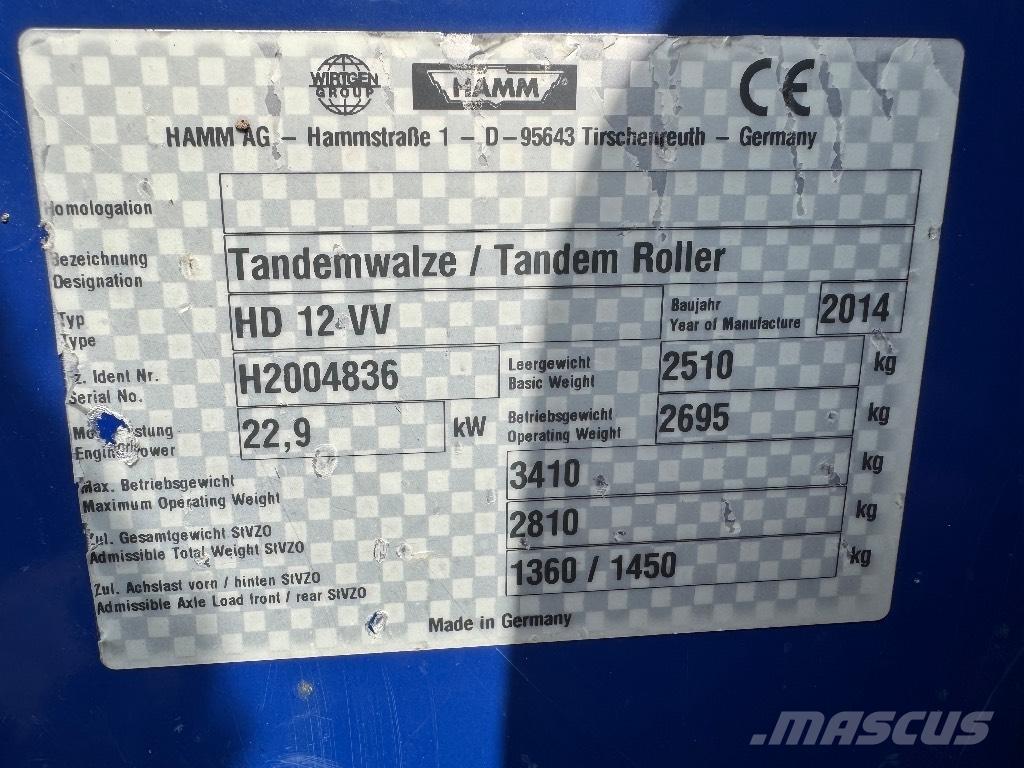 WIRTGEN
GROUP
HAMM
CE
HAMM AG – Hammstraße 1 – D – 95643 Tirschenreuth – Germany
Homologation
Bezeichnung
Designation
Tandemwalze / Tandem Roller
Typ
Type
HD 12 VV
Baujahr
Year of Manufacture
2014
Fz. Ident Nr.
Serial No.
H2004836
Leergewicht
Basic Weight
2510 kg
Engine Power
22,9 kW
Betriebsgewicht
Operating Weight
2695 kg
Max. Betriebsgewicht
Maximum Operating Weight
3410 kg
Zul. Gesamtgewicht StVZO
Admissible Total Weight StVZO
2810 kg
Zul. Achslast vorn / hinten StVZO
Admissible Axle Load front / rear StVZO
1360 / 1450 kg
Made in Germany
.MASCUS